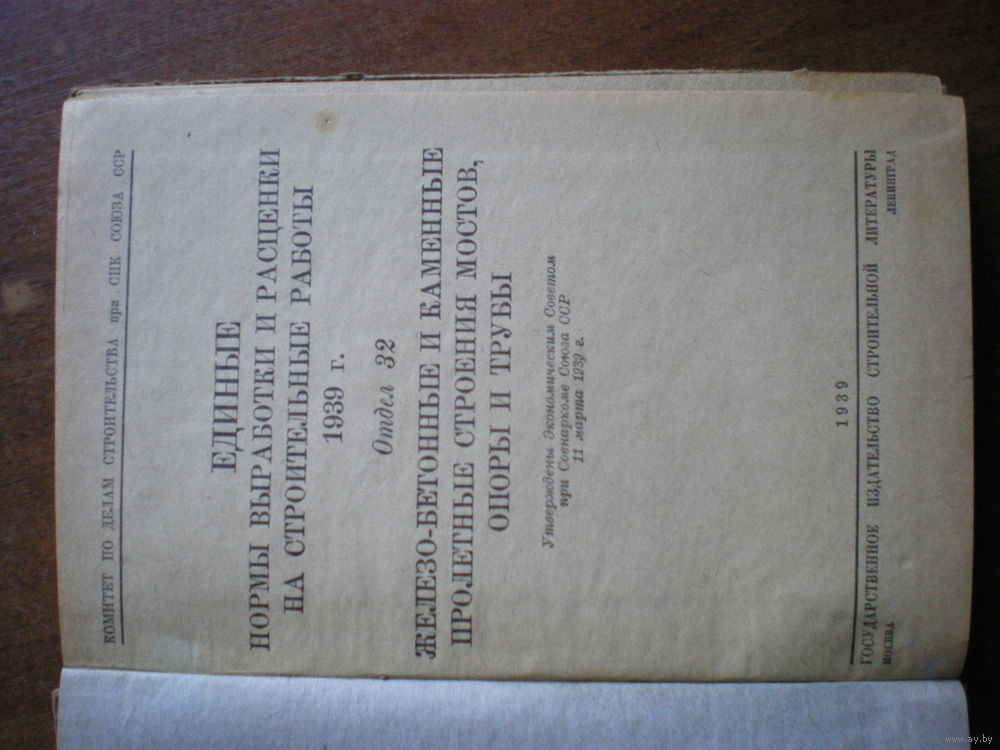 КОМИТЕТ ПО ДЕЛАМ СТРОИТЕЛЬСТВА при СНК СОЮЗА ССР
ЕДИНЫЕ
НОРМЫ ВЫРАБОТКИ И РАСЦЕНКИ
НА СТРОИТЕЛЬНЫЕ РАБОТЫ
1939 г.
Отдел 32
ЖЕЛЕЗО-БЕТОННЫЕ И КАМЕННЫЕ
ПРОЛЕТНЫЕ СТРОЕНИЯ МОСТОВ,
ОПОРЫ И ТРУБЫ
Утверждены Экономическим Советом
при Совнаркоме Союза ССР
11 марта 1939 г.
1939
ГОСУДАРСТВЕННОЕ ИЗДАТЕЛЬСТВО СТРОИТЕЛЬНОЙ ЛИТЕРАТУРЫ
МОСКВА ЛЕНИНГРАД
www.ay.by